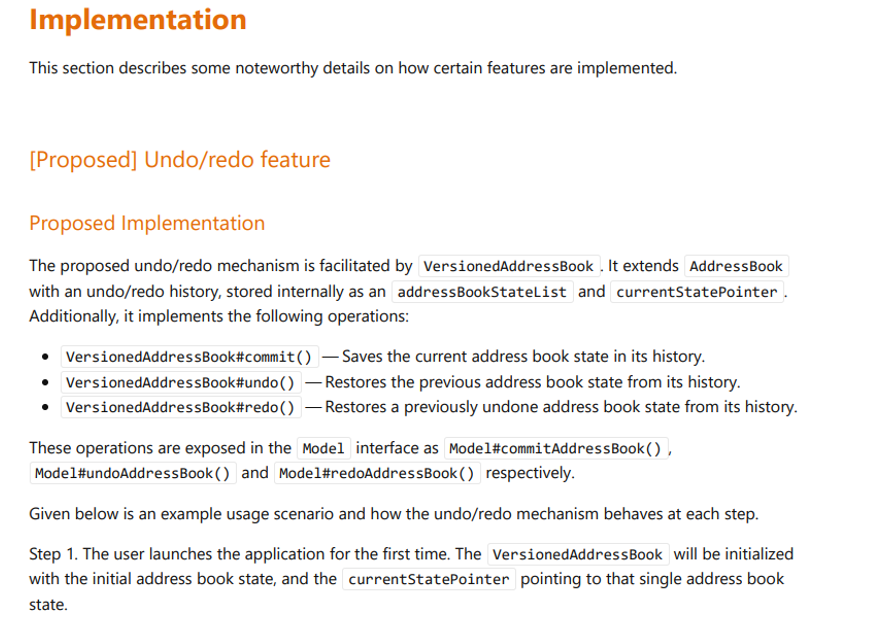 Implementation
This section describes some noteworthy details on how certain features are implemented.
[Proposed] Undo/redo feature
Proposed Implementation
The proposed undo/redo mechanism is facilitated by VersionedAddressBook . It extends AddressBook
with an undo/redo history, stored internally as an addressBookStateList and currentStatePointer .
Additionally, it implements the following operations:
• VersionedAddressBook#commit() — Saves the current address book state in its history.
• VersionedAddressBook#undo() — Restores the previous address book state from its history.
• VersionedAddressBook#redo() — Restores a previously undone address book state from its history.
These operations are exposed in the Model interface as Model#commitAddressBook() ,
Model#undoAddressBook() and Model#redoAddressBook() respectively.
Given below is an example usage scenario and how the undo/redo mechanism behaves at each step.
Step 1. The user launches the application for the first time. The VersionedAddressBook will be initialized
with the initial address book state, and the currentStatePointer pointing to that single address book
state.